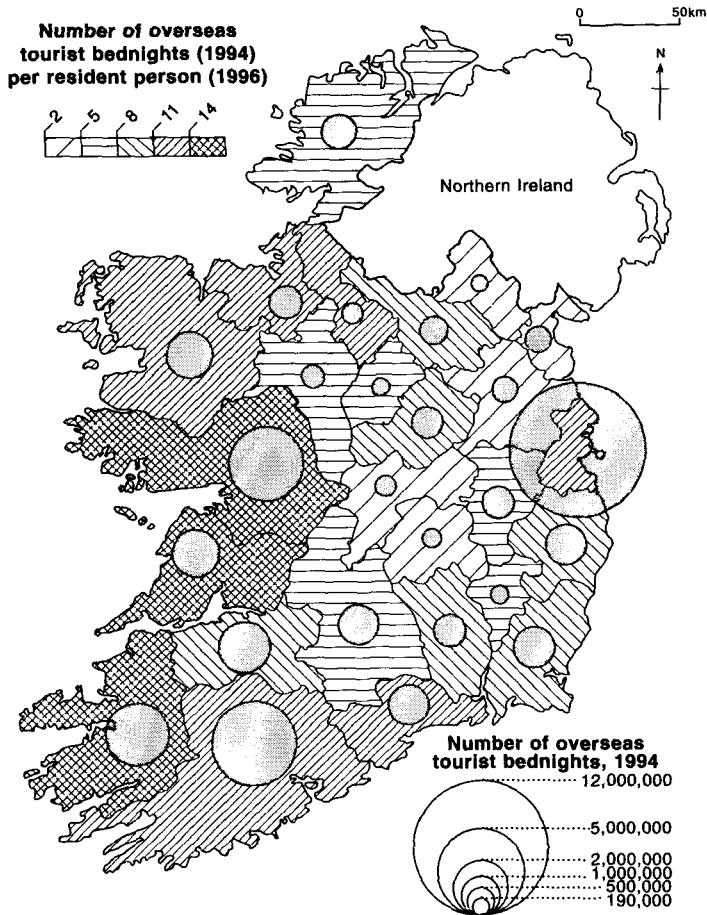 Number of overseas
tourist bednights (1994)
per resident person (1996)
2 5 8 11 14
0 50km
N
Northern Ireland
Number of overseas
tourist bednights, 1994
12,000,000
5,000,000
2,000,000
1,000,000
500,000
190,000